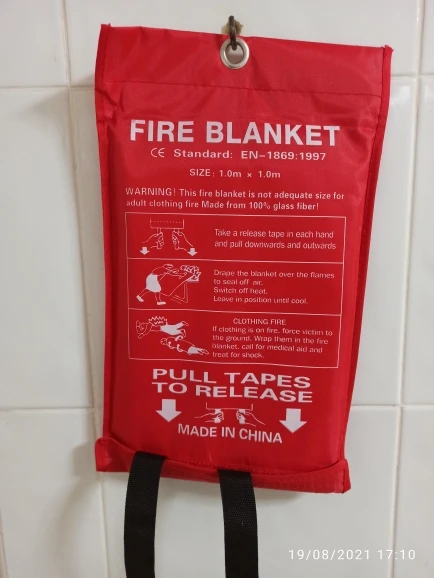 FIRE BLANKET
CE Standard: EN-1869:1997
SIZE: 1.0m × 1.0m
WARNING! This fire blanket is not adequate size for
adult clothing fire Made from 100% glass fiber!
Take a release tape in each hand
and pull downwards and outwards
Drape the blanket over the flames
to seal off air.
Switch off heat.
Leave in position until cool.
CLOTHING FIRE
If clothing is on fire, force victim to
the ground. Wrap them in the fire
blanket, call for medical aid and
treat for shock.
PULL TAPES
TO RELEASE
MADE IN CHINA
19/08/2021 17:10